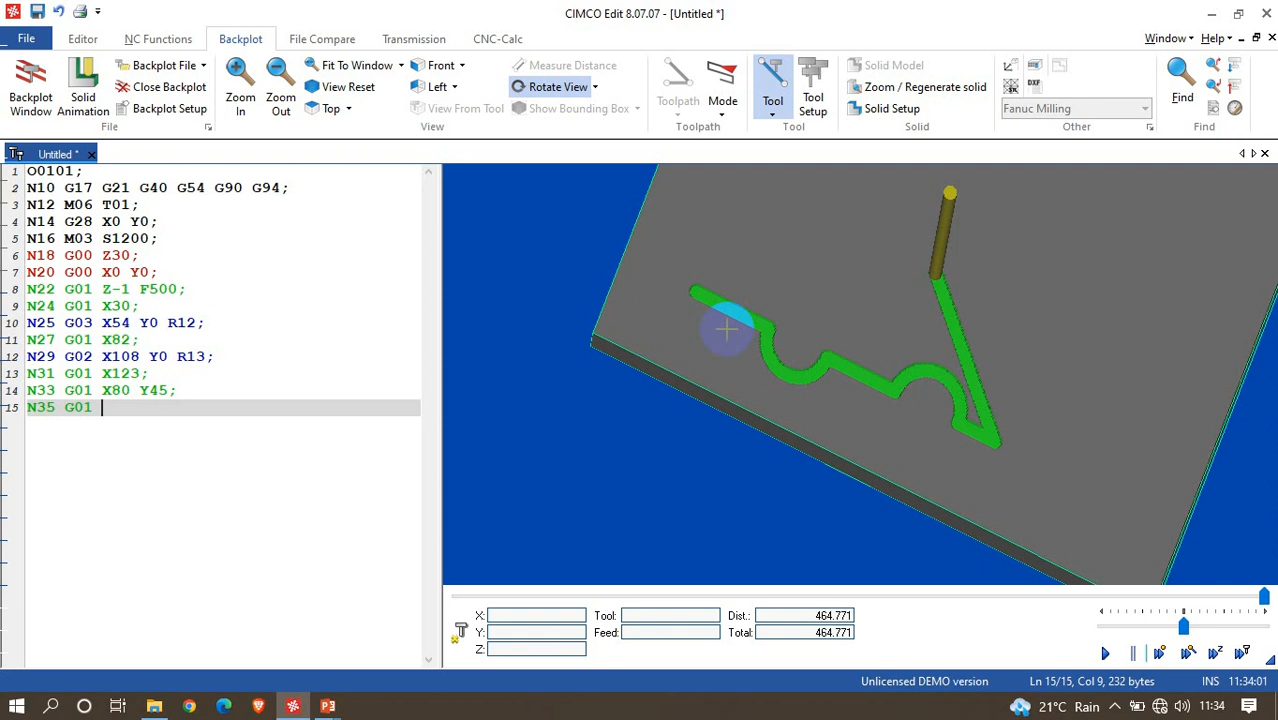 CIMCO Edit 8.07.07 - [Untitled *]
File Editor NC Functions Backplot File Compare Transmission CNC-Calc Window Help
Backplot Window
Solid Animation
Backplot File
Close Backplot
Backplot Setup
File
Zoom In
Zoom Out
Fit To Window
View Reset
Top
Front
Left
View From Tool
Measure Distance
Rotate View
Show Bounding Box
View
Toolpath
Mode
Toolpath
Tool
Tool Setup
Tool
Solid Model
Zoom / Regenerate solid
Solid Setup
Solid
DXF
Fanuc Milling
Other
Find
Find
Untitled *
1 O0101;
2 N10 G17 G21 G40 G54 G90 G94;
3 N12 M06 T01;
4 N14 G28 X0 Y0;
5 N16 M03 S1200;
6 N18 G00 Z30;
7 N20 G00 X0 Y0;
8 N22 G01 Z-1 F500;
9 N24 G01 X30;
10 N25 G03 X54 Y0 R12;
11 N27 G01 X82;
12 N29 G02 X108 Y0 R13;
13 N31 G01 X123;
14 N33 G01 X80 Y45;
15 N35 G01
X: Tool: Dist.: 464.771
Y: Feed: Total: 464.771
Z:
Unlicensed DEMO version Ln 15/15, Col 9, 232 bytes INS 11:34:01
21°C Rain 11:34